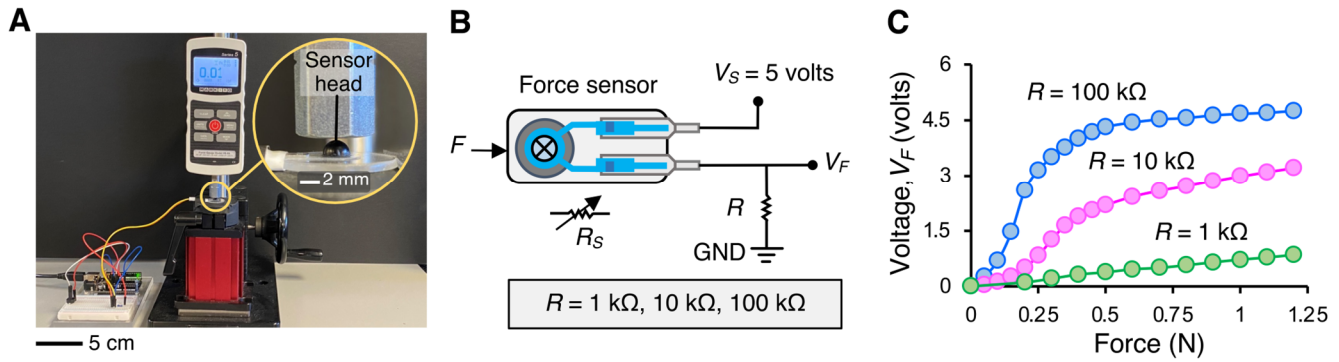 A
0.0
Sensor
head
2 mm
5 cm
B
Force sensor
V_S = 5 volts
F
V_F
R_S
R
GND
R = 1 kΩ, 10 kΩ, 100 kΩ
C
Voltage, V_F (volts)
6
4.5
3
1.5
0
R = 100 kΩ
R = 10 kΩ
R = 1 kΩ
0 0.25 0.5 0.75 1 1.25
Force (N)